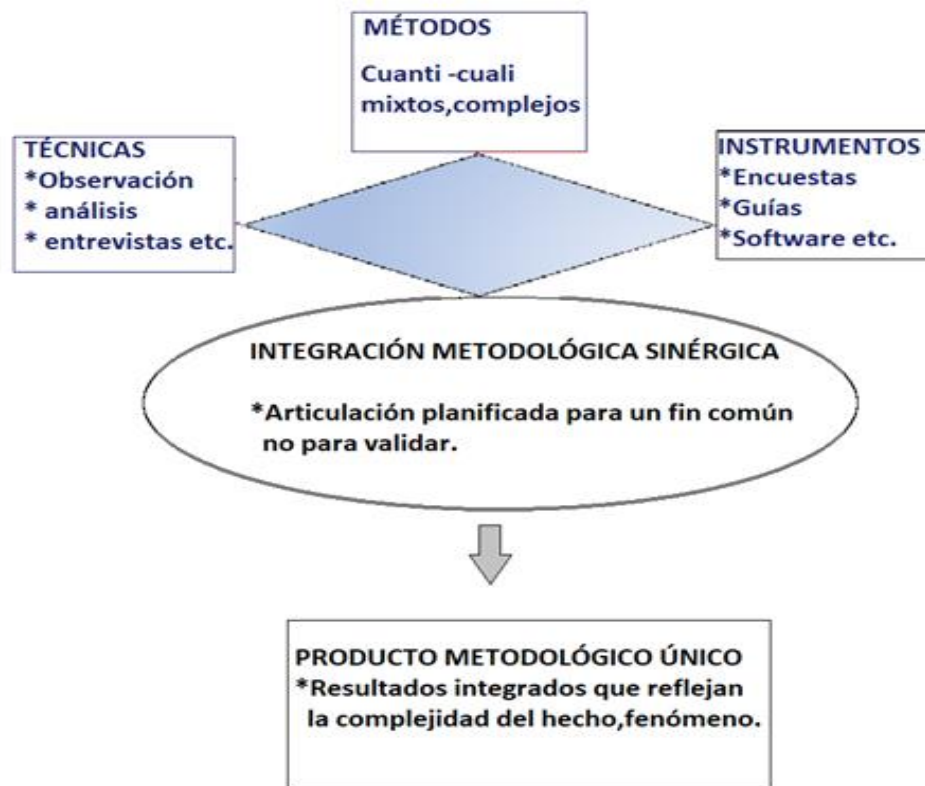 MÉTODOS
Cuanti -cuali
mixtos,complejos
TÉCNICAS
*Observación
* análisis
* entrevistas etc.
INSTRUMENTOS
*Encuestas
*Guías
*Software etc.
INTEGRACIÓN METODOLÓGICA SINÉRGICA
*Articulación planificada para un fin común
no para validar.
PRODUCTO METODOLÓGICO ÚNICO
*Resultados integrados que reflejan
la complejidad del hecho,fenómeno.